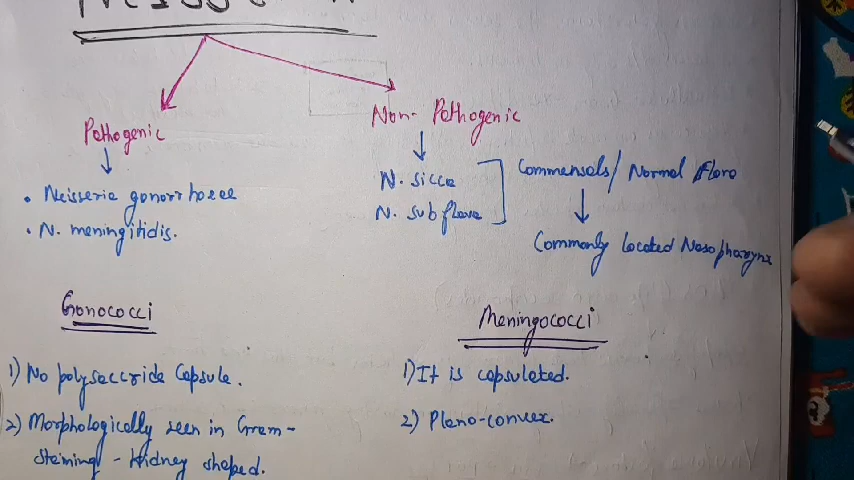 Pathogenic
Non-Pathogenic
• Neisseria gonorrhoeae
• N. meningitidis.
N. sicca
N. subflava
Commensals/ Normal Flora
Commonly located Nasopharynx
Gonococci
1) No polysaccride Capsule.
2) Morphologically seen in Gram-
staining - kidney shaped.
Meningococci
1) It is capsulated.
2) Plano-convex.